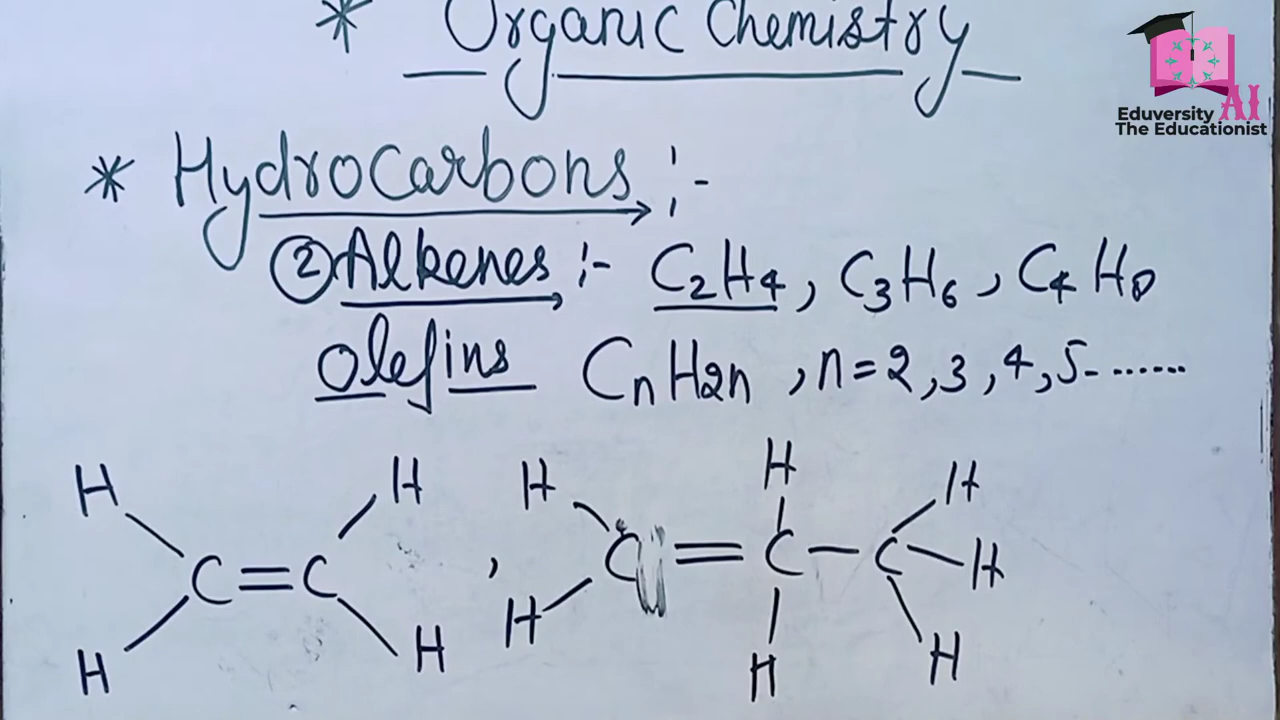 * Organic Chemistry
Eduversity AI
The Educationist
* HydroCarbons :-
② Alkenes :- C2H4, C3H6, C4H8
Olefins CnH2n, n=2,3,4,5-......
H H , H H H
C=C C=C-C-H
H H H H H